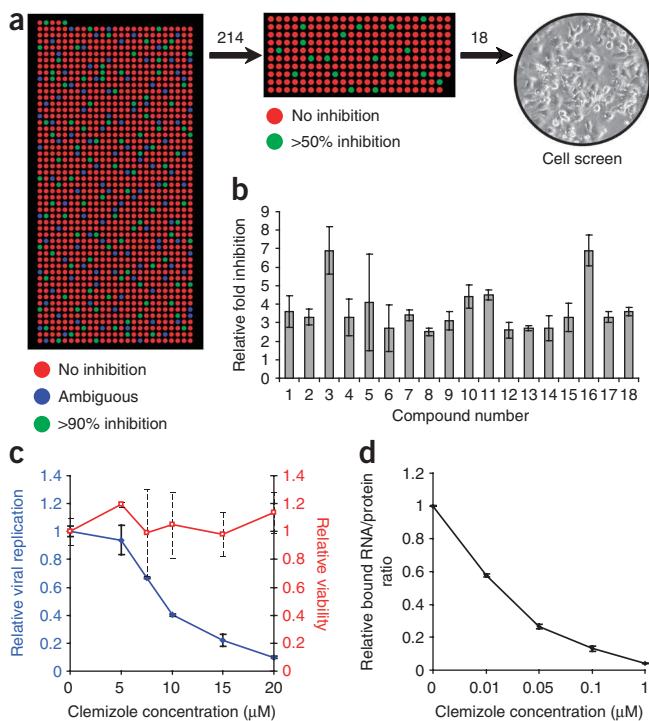 a
214
18
No inhibition
>50% inhibition
Cell screen
No inhibition
Ambiguous
>90% inhibition
b
Relative fold inhibition
9
8
7
6
5
4
3
2
1
0
1 2 3 4 5 6 7 8 9 10 11 12 13 14 15 16 17 18
Compound number
c
Relative viral replication
1.4
1.2
1
0.8
0.6
0.4
0.2
0
1.4
1.2
1
0.8
0.6
0.4
0.2
0
Relative viability
0 5 10 15 20
Clemizole concentration (μM)
d
Relative bound RNA/protein
ratio
1.2
1
0.8
0.6
0.4
0.2
0
0 0.01 0.05 0.1 1
Clemizole concentration (μM)